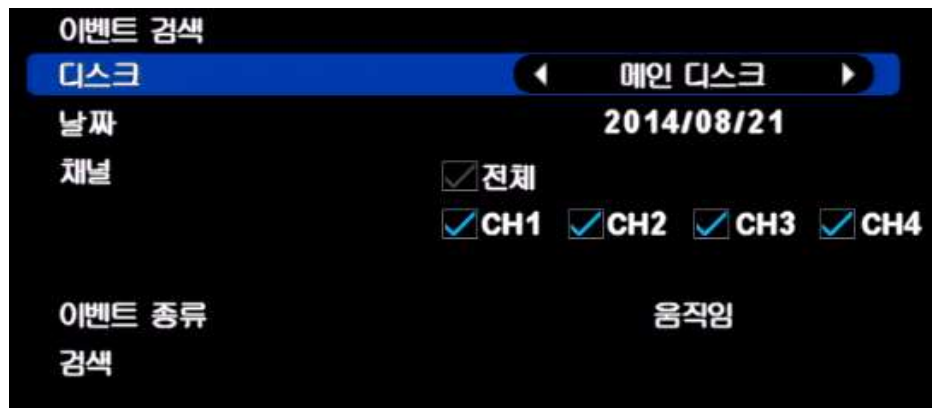 이벤트 검색
디스크 메인 디스크
날짜 2014/08/21
채널 전체
CH1 CH2 CH3 CH4
이벤트 종류 움직임
검색